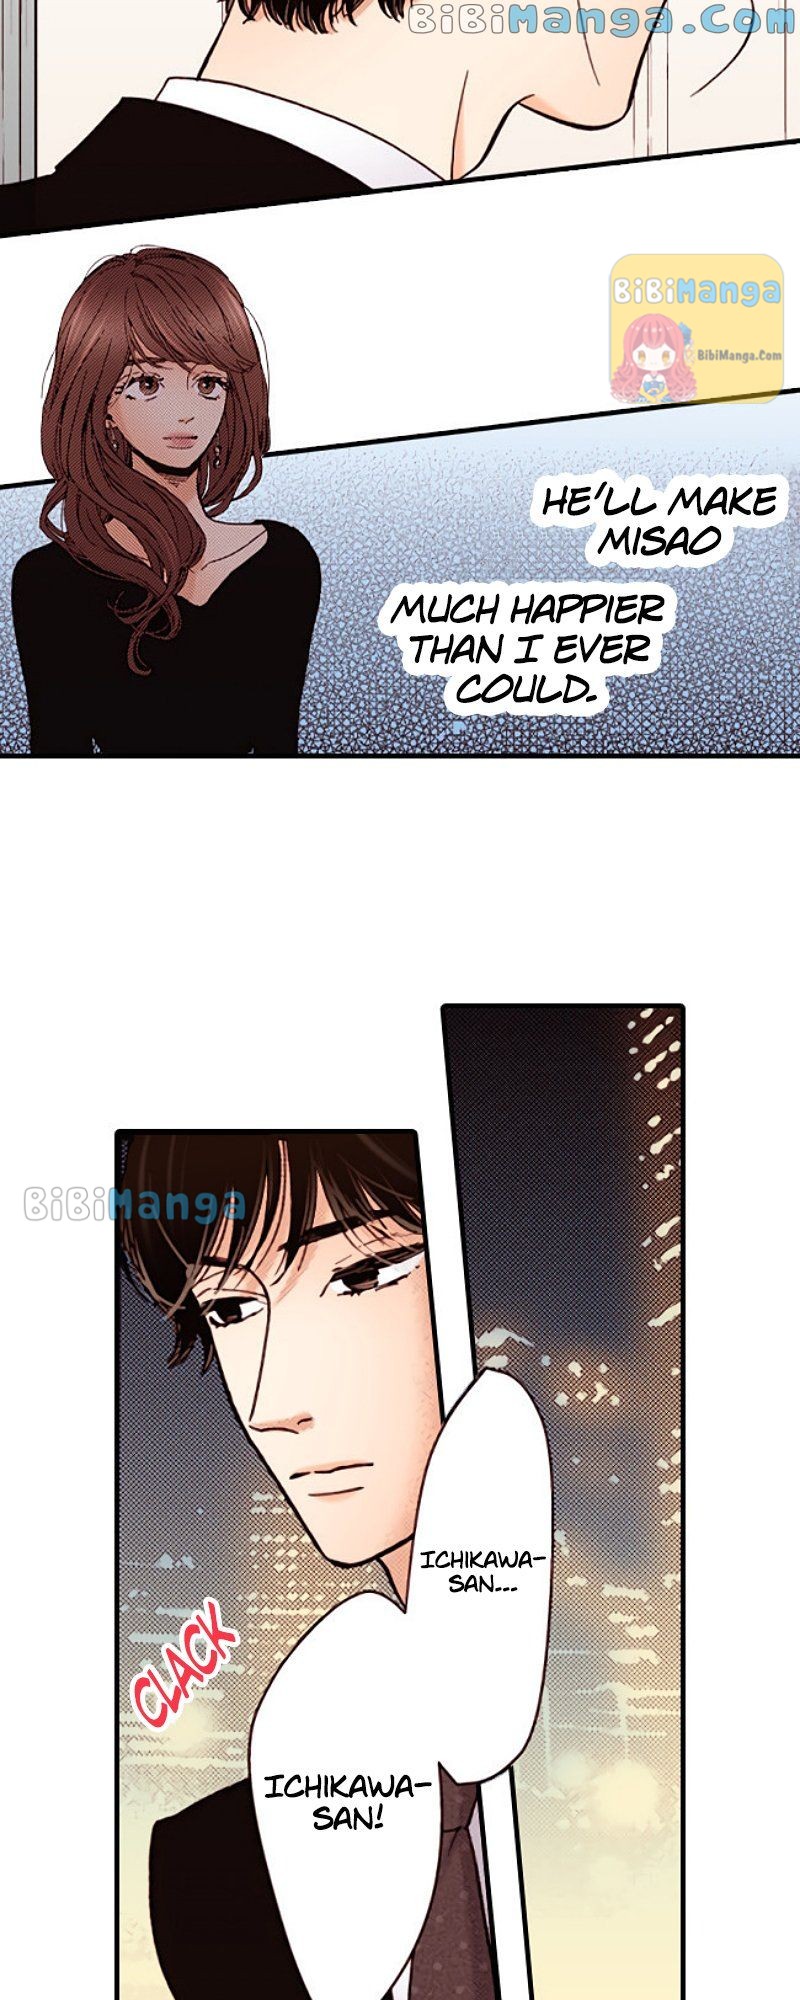 BiBiManga.Com
BiBiManga
BibiManga.Com
HE'LL MAKE
MISAO
MUCH HAPPIER
THAN I EVER
COULD.
BiBiManga
ICHIKAWA-
SAN...
CLACK
ICHIKAWA-
SAN!